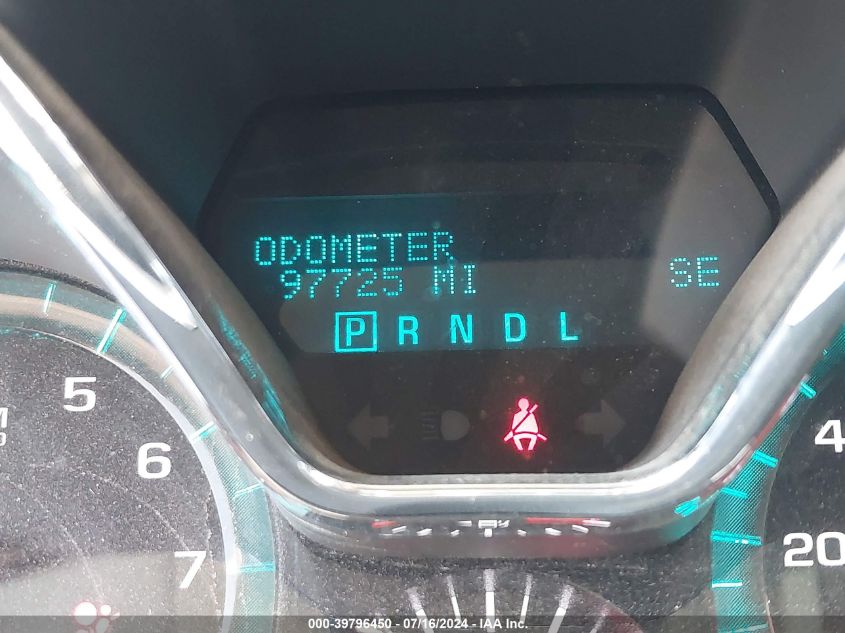 ODOMETER
97725 MI
SE
P R N D L
5
6
7
4
20
000-39796450 - 07/16/2024 - IAA Inc.